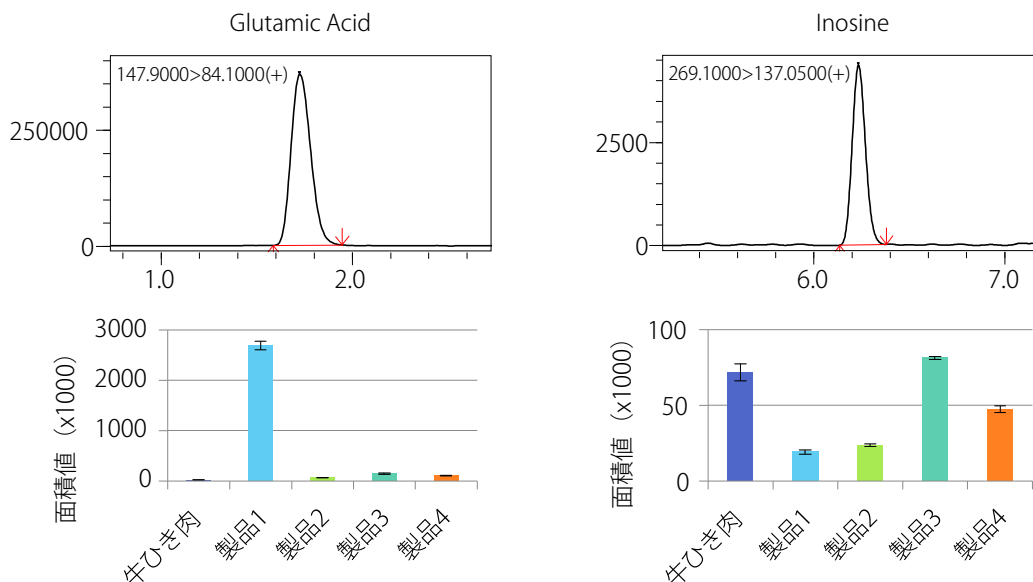 Glutamic Acid
147.9000>84.1000(+)
250000
0
1.0
2.0
Inosine
269.1000>137.0500(+)
2500
0
6.0
7.0
面積値（x1000）
3000
2000
1000
0
牛ひき肉
製品1
製品2
製品3
製品4
面積値（x1000）
100
50
0
牛ひき肉
製品1
製品2
製品3
製品4